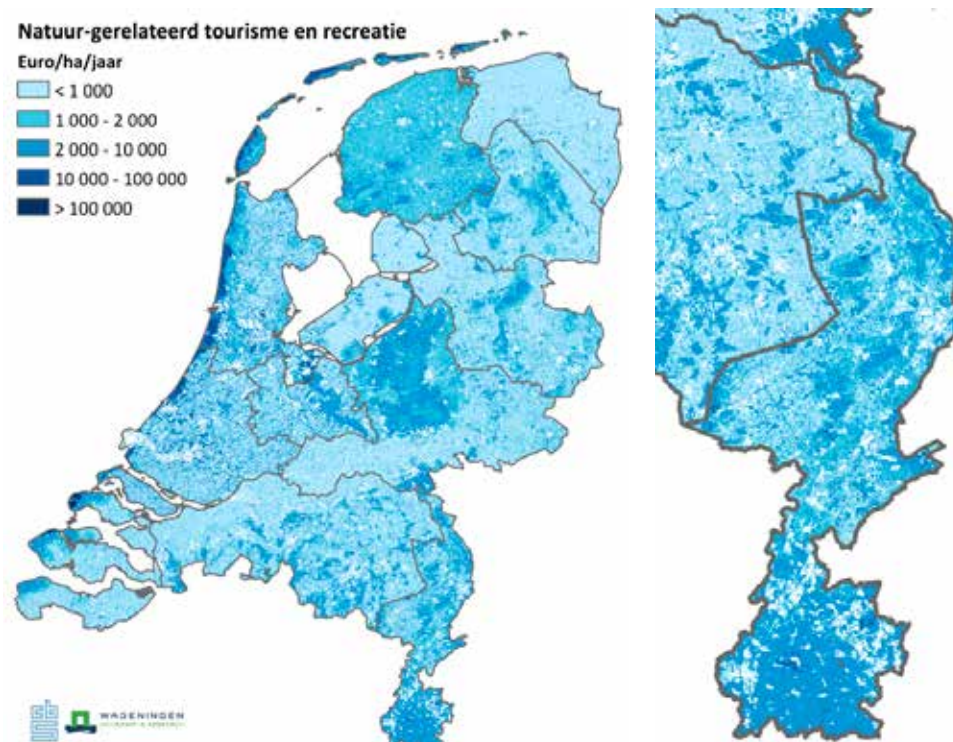 Natuur-gerelateerd tourisme en recreatie
Euro/ha/jaar
< 1 000
1 000 - 2 000
2 000 - 10 000
10 000 - 100 000
> 100 000
cbs
WAGENINGEN